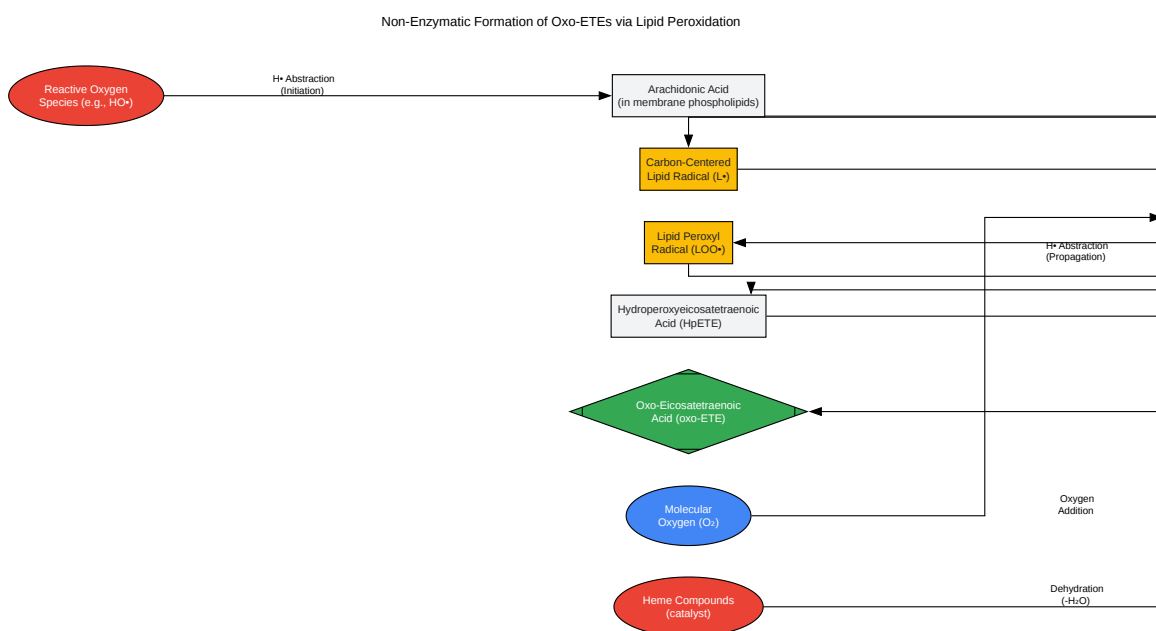 Non-Enzymatic Formation of Oxo-ETEs via Lipid Peroxidation
Reactive Oxygen
Species (e.g., HO•)
H• Abstraction
(Initiation)
Arachidonic Acid
(in membrane phospholipids)
Carbon-Centered
Lipid Radical (L•)
Lipid Peroxyl
Radical (LOO•)
H• Abstraction
(Propagation)
Hydroperoxyeicosatetraenoic
Acid (HpETE)
Oxo-Eicosatetraenoic
Acid (oxo-ETE)
Molecular
Oxygen (O₂)
Oxygen
Addition
Heme Compounds
(catalyst)
Dehydration
(-H₂O)